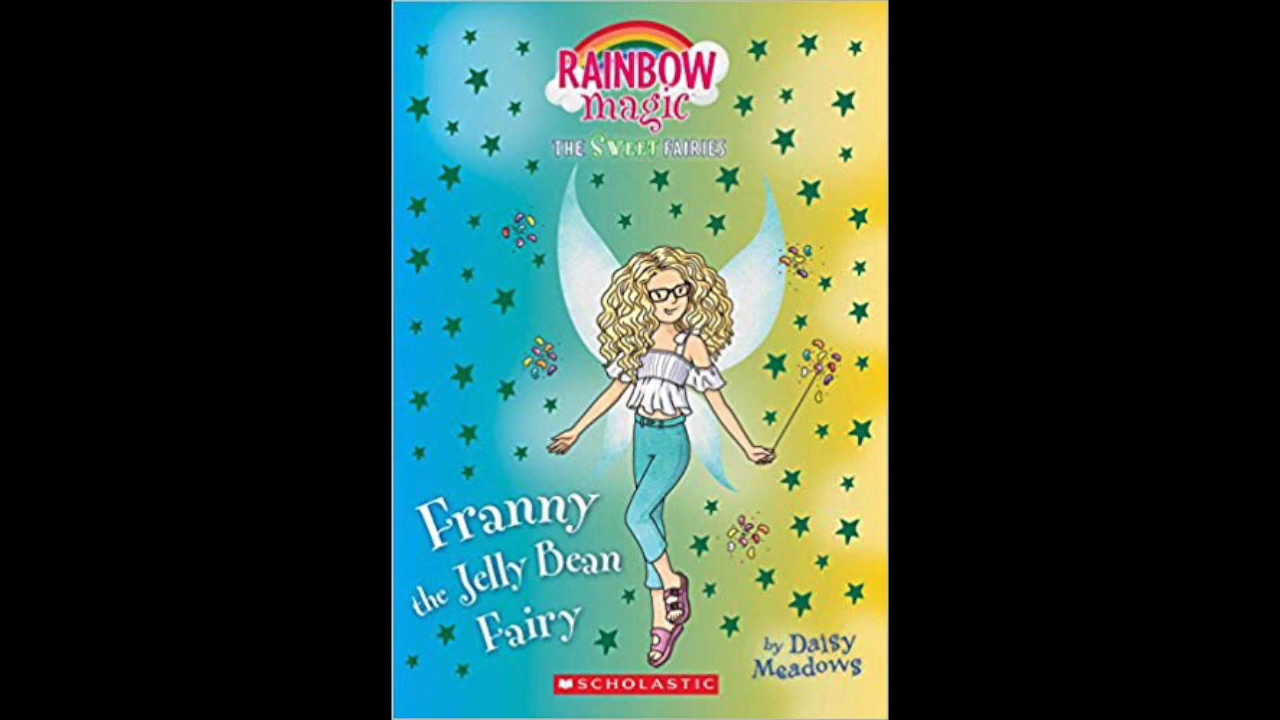 RAINBOW
magic
THE SWEET FAIRIES
Franny
the Jelly Bean
Fairy
by Daisy
Meadows
SCHOLASTIC